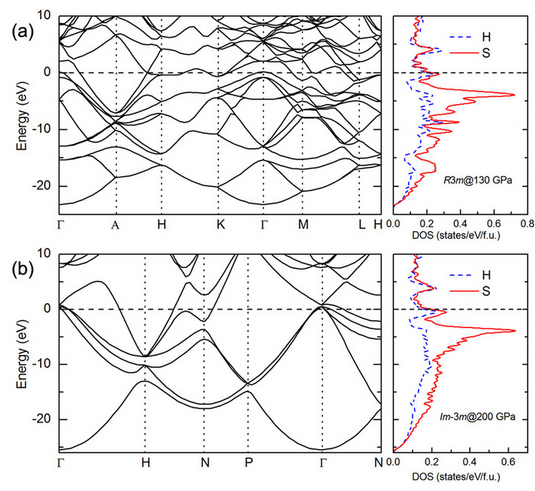 (a)
Energy (eV)
10
0
-10
-20
Γ A H K Γ M L H
H
S
R3m@130 GPa
0.0 0.2 0.4 0.6 0.8
DOS (states/eV/f.u.)
(b)
Energy (eV)
10
0
-10
-20
Γ H N P Γ N
H
S
Im-3m@200 GPa
0.0 0.2 0.4 0.6
DOS (states/eV/f.u.)